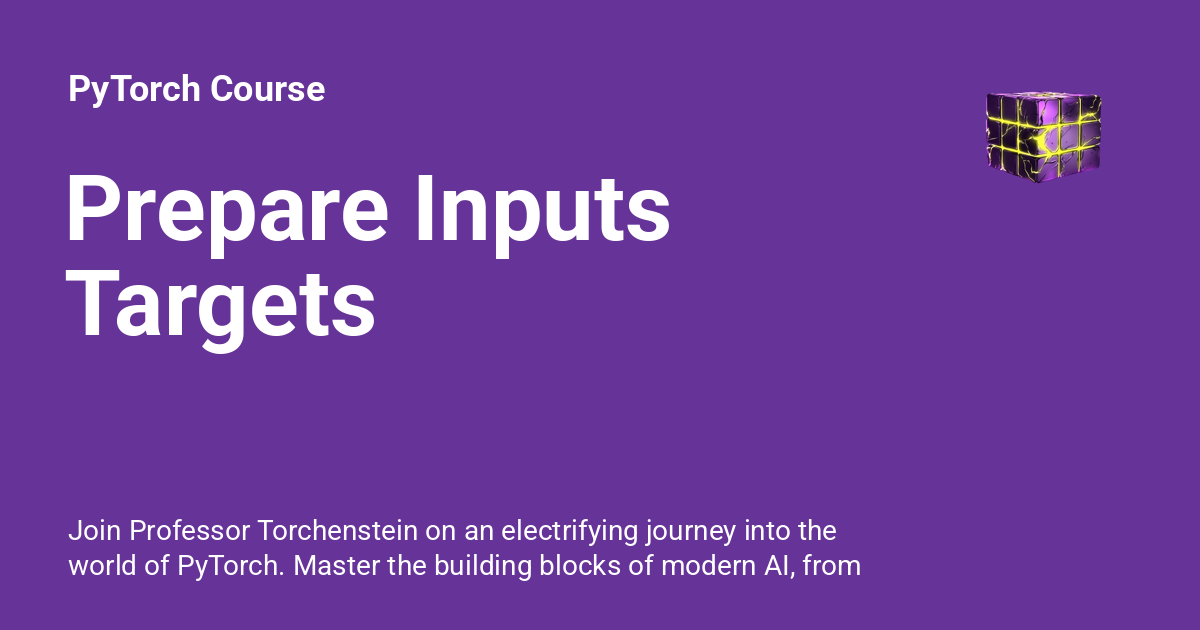 PyTorch Course
Prepare Inputs
Targets
Join Professor Torchenstein on an electrifying journey into the
world of PyTorch. Master the building blocks of modern AI, from